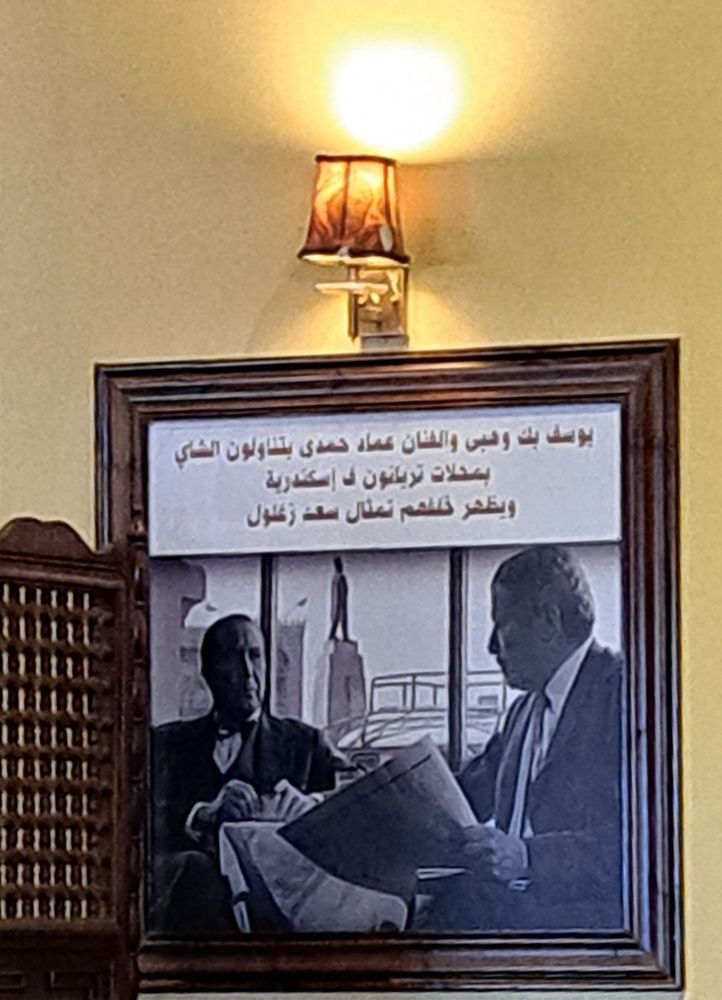 يوسف بك وهبى والفنان عماد حمدى يتناولون الشاي
بمحلات تريانون ف إسكندرية
ويظهر خلفهم تمثال سعد زغلول